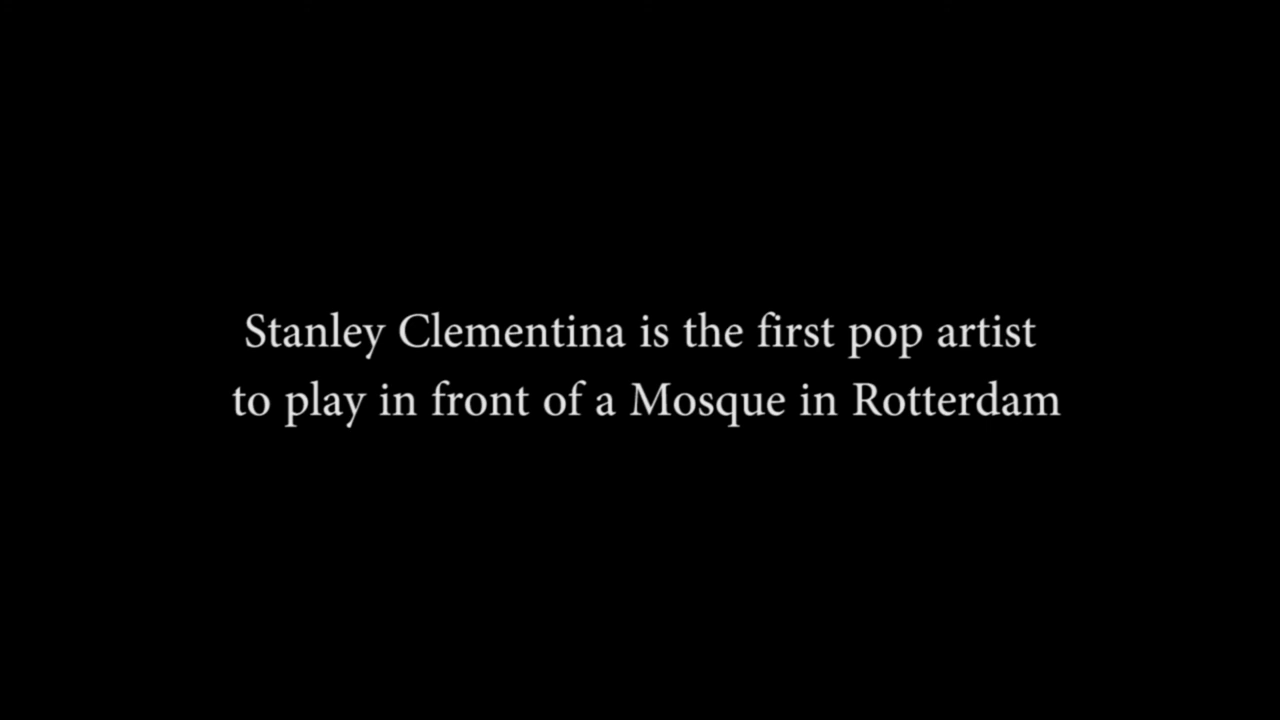 Stanley Clementina is the first pop artist
to play in front of a Mosque in Rotterdam